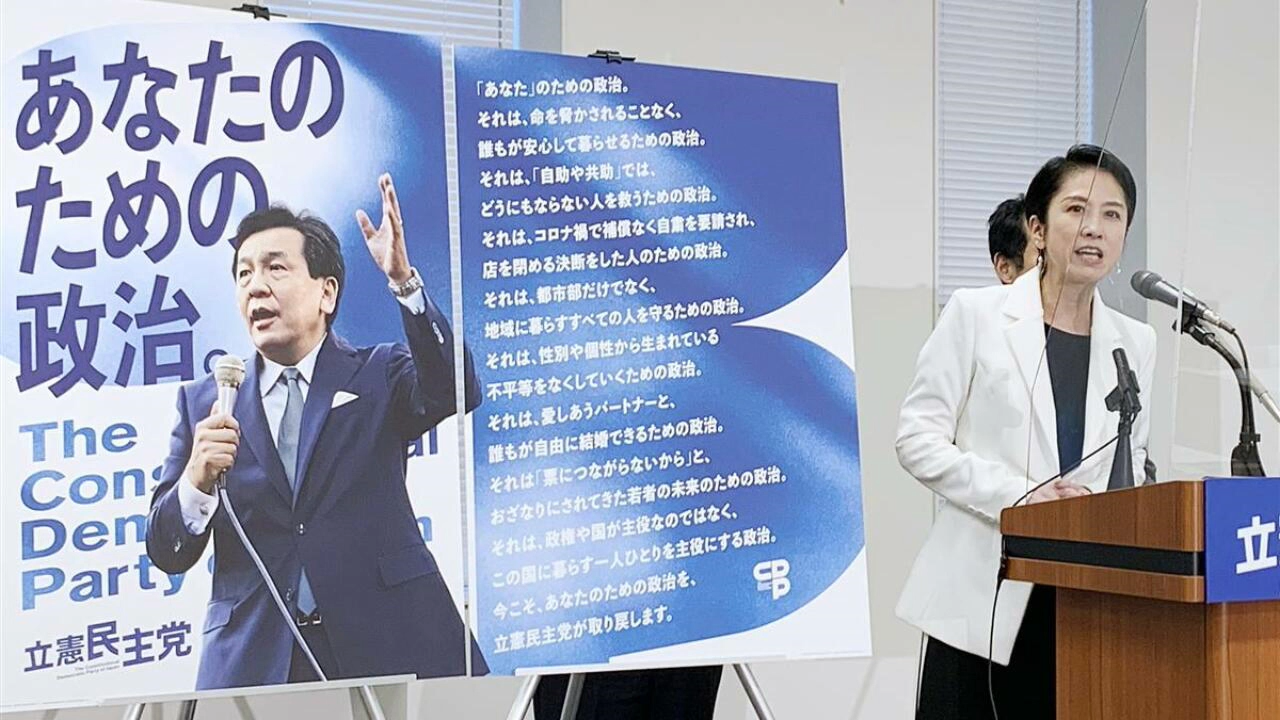 あなたの
ための
政治。
The
Con
Dem
Party
立憲民主党
The Constitutional
Democratic Party of Japan
「あなた」のための政治。
それは、命を脅かされることなく、
誰もが安心して暮らせるための政治。
それは、「自助や共助」では、
どうにもならない人を救うための政治。
それは、コロナ禍で補償なく自粛を要請され、
店を閉める決断をした人のための政治。
それは、都市部だけでなく、
地域に暮らすすべての人を守るための政治。
それは、性別や個性から生まれている
不平等をなくしていくための政治。
それは、愛しあうパートナーと、
誰もが自由に結婚できるための政治。
それは「票につながらないから」と、
おざなりにされてきた若者の未来のための政治。
それは、政権や国が主役なのではなく、
この国に暮らす一人ひとりを主役にする政治。
今こそ、あなたのための政治を、
立憲民主党が取り戻します。
CDP
立